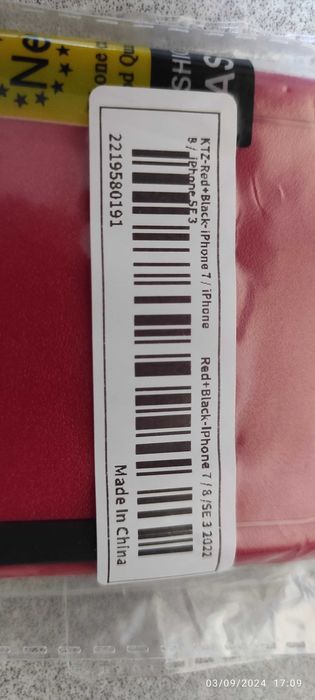 KTZ-Red+Black-iPhone 7 / iPhone
8 / iPhone SE 3
Red+Black-Iphone 7 / 8 /SE 3 2022
2219580191
Made In China
Ne
03/09/2024 17:09